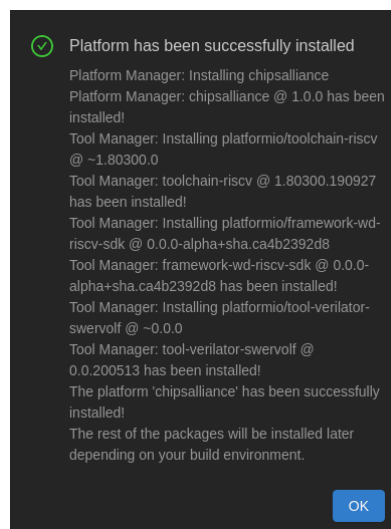 Platform has been successfully installed
Platform Manager: Installing chipsalliance
Platform Manager: chipsalliance @ 1.0.0 has been
installed!
Tool Manager: Installing platformio/toolchain-riscv
@ ~1.80300.0
Tool Manager: toolchain-riscv @ 1.80300.190927
has been installed!
Tool Manager: Installing platformio/framework-wd-
riscv-sdk @ 0.0.0-alpha+sha.ca4b2392d8
Tool Manager: framework-wd-riscv-sdk @ 0.0.0-
alpha+sha.ca4b2392d8 has been installed!
Tool Manager: Installing platformio/tool-verilator-
swervolf @ ~0.0.0
Tool Manager: tool-verilator-swervolf @
0.0.200513 has been installed!
The platform 'chipsalliance' has been successfully
installed!
The rest of the packages will be installed later
depending on your build environment.
OK